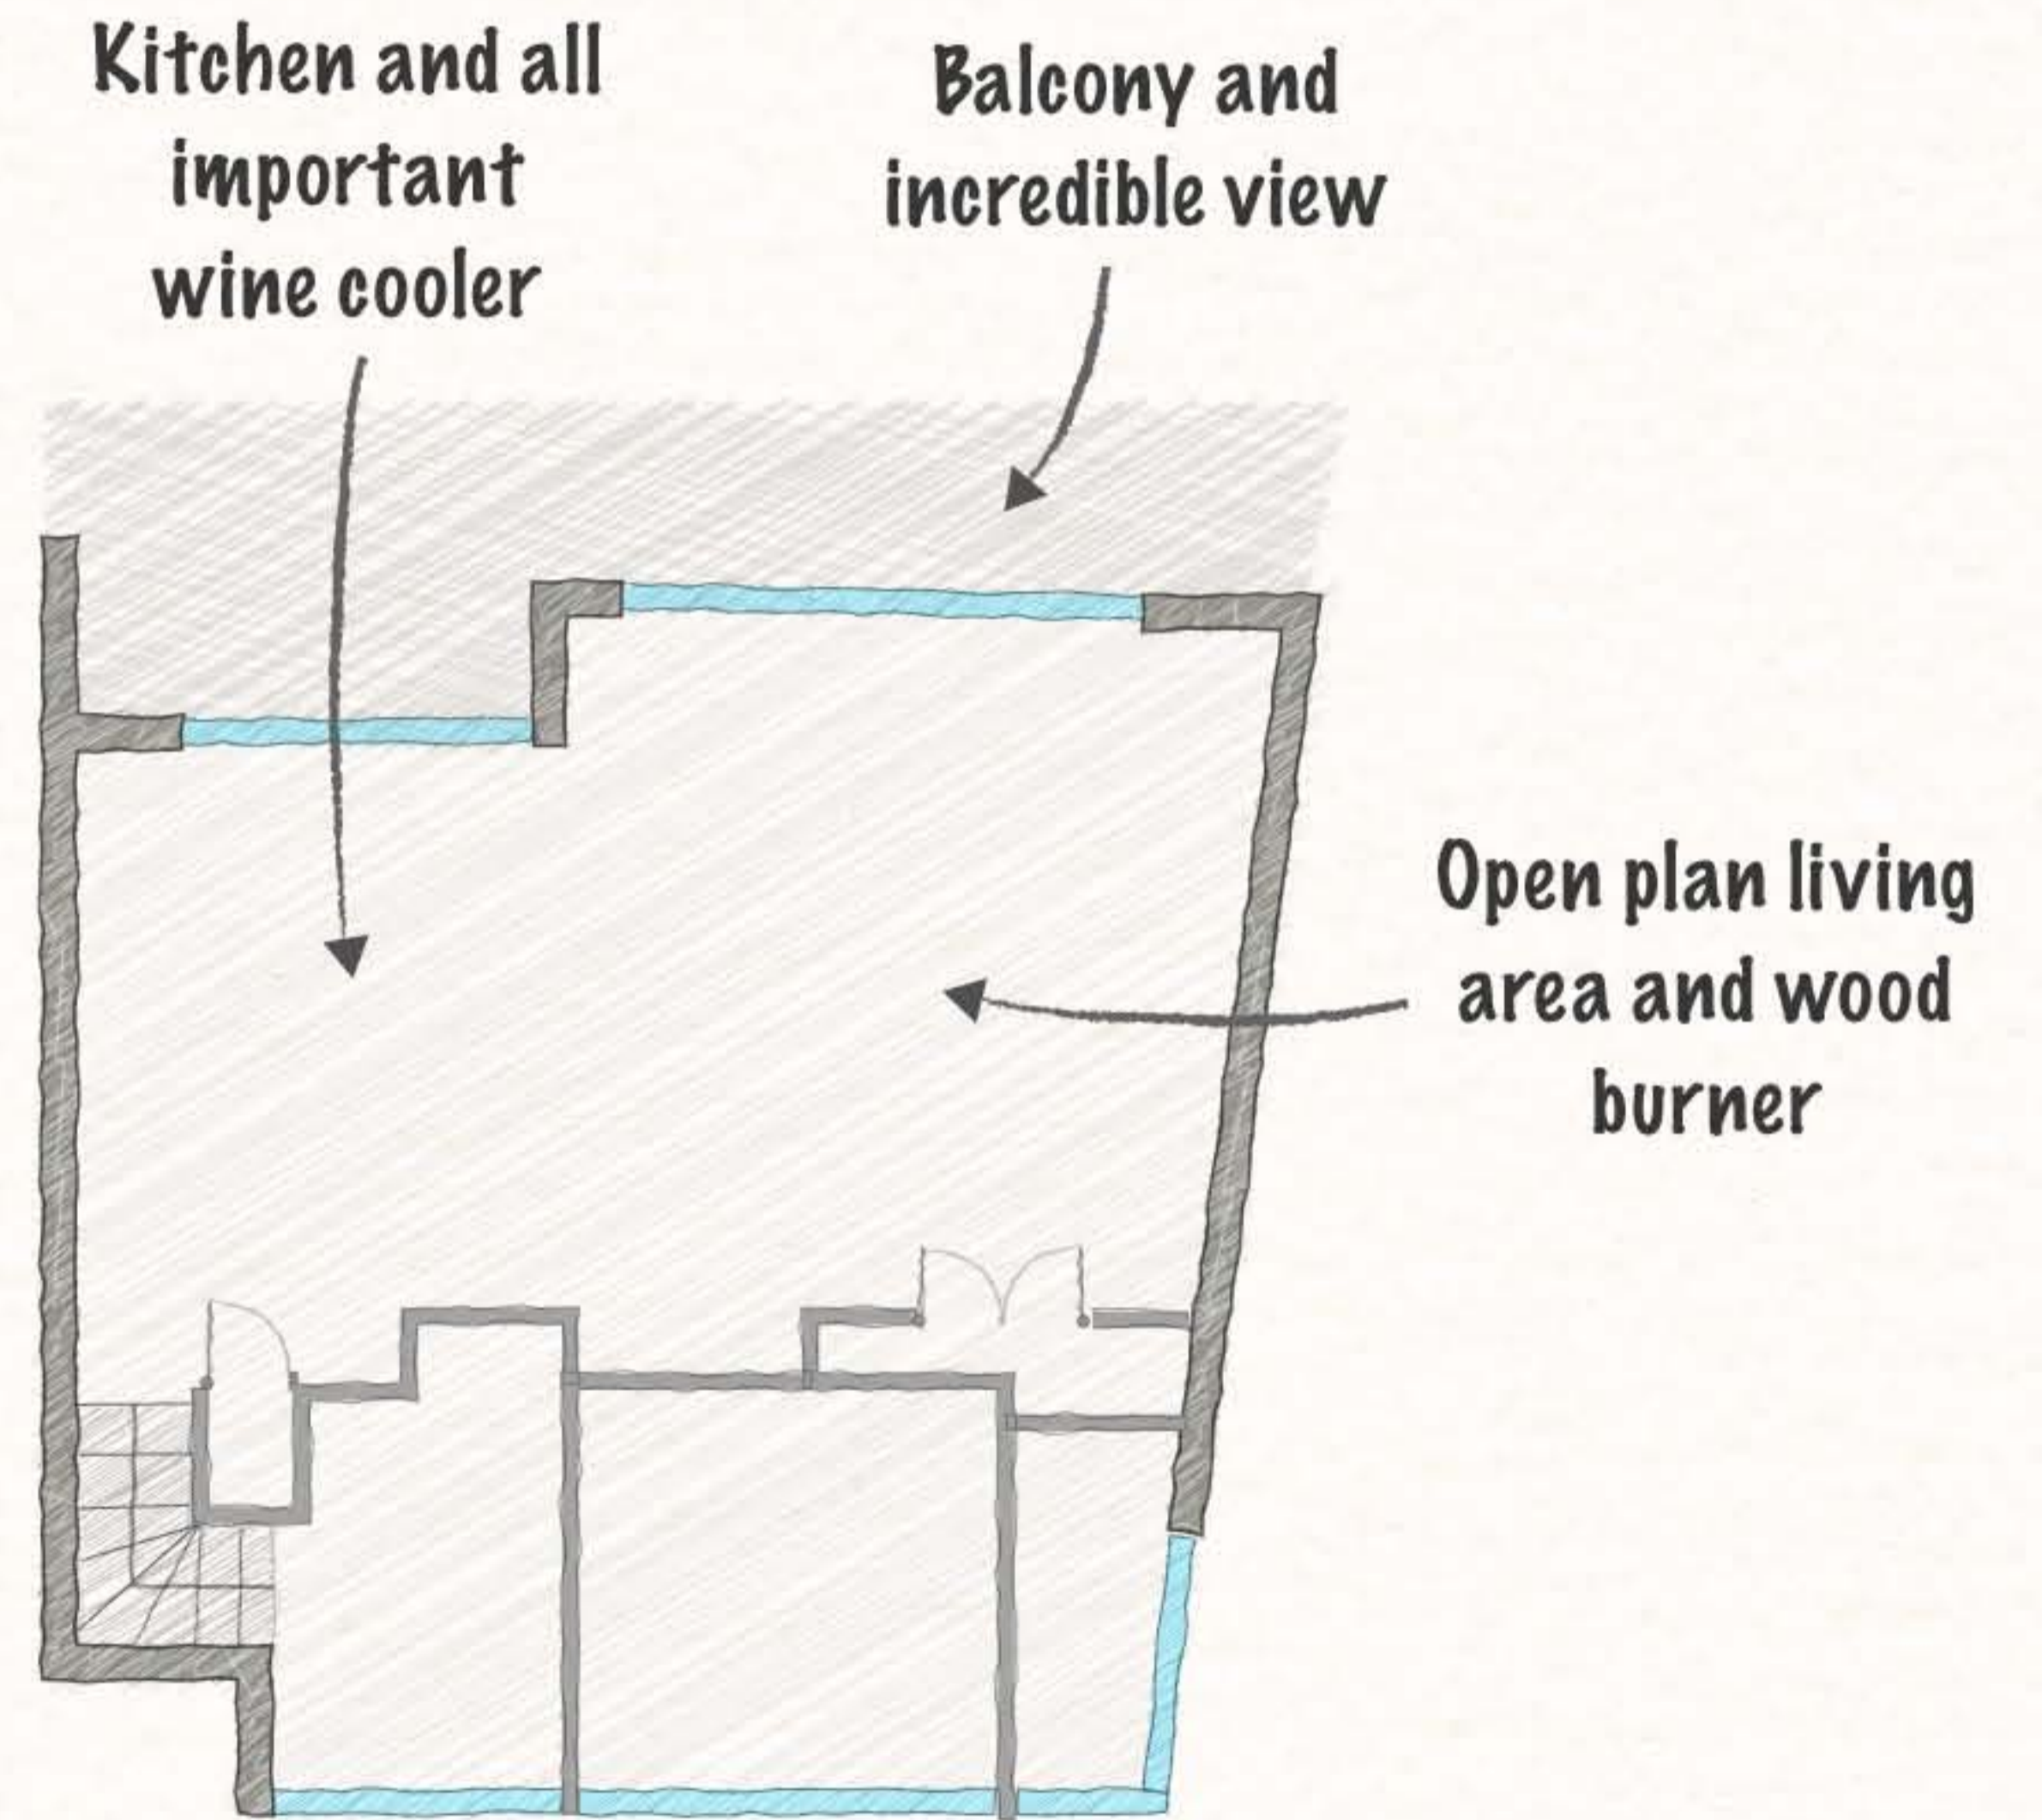 Kitchen and all
important
wine cooler
Balcony and
incredible view
Open plan living
area and wood
burner